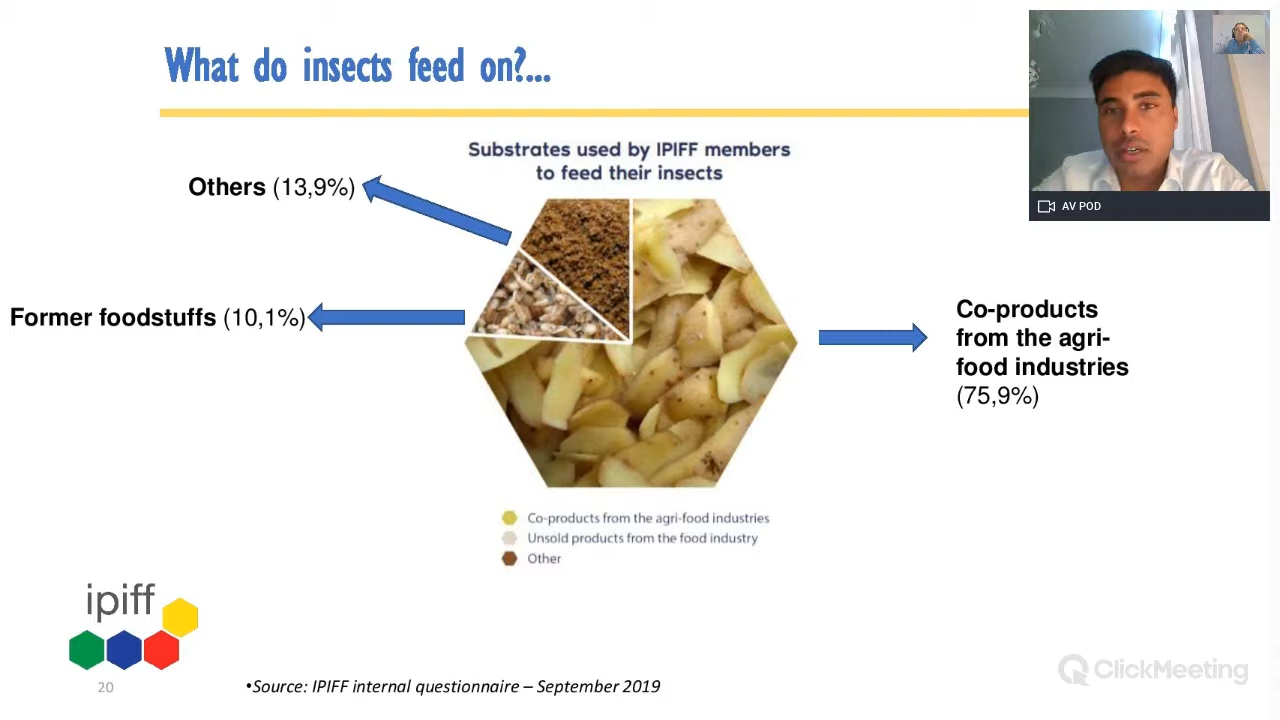 What do insects feed on?...
Substrates used by IPIFF members
to feed their insects
Others (13,9%)
Former foodstuffs (10,1%)
Co-products
from the agri-
food industries
(75,9%)
Co-products from the agri-food industries
Unsold products from the food industry
Other
ipiff
20
•Source: IPIFF internal questionnaire – September 2019
AV POD
ClickMeeting